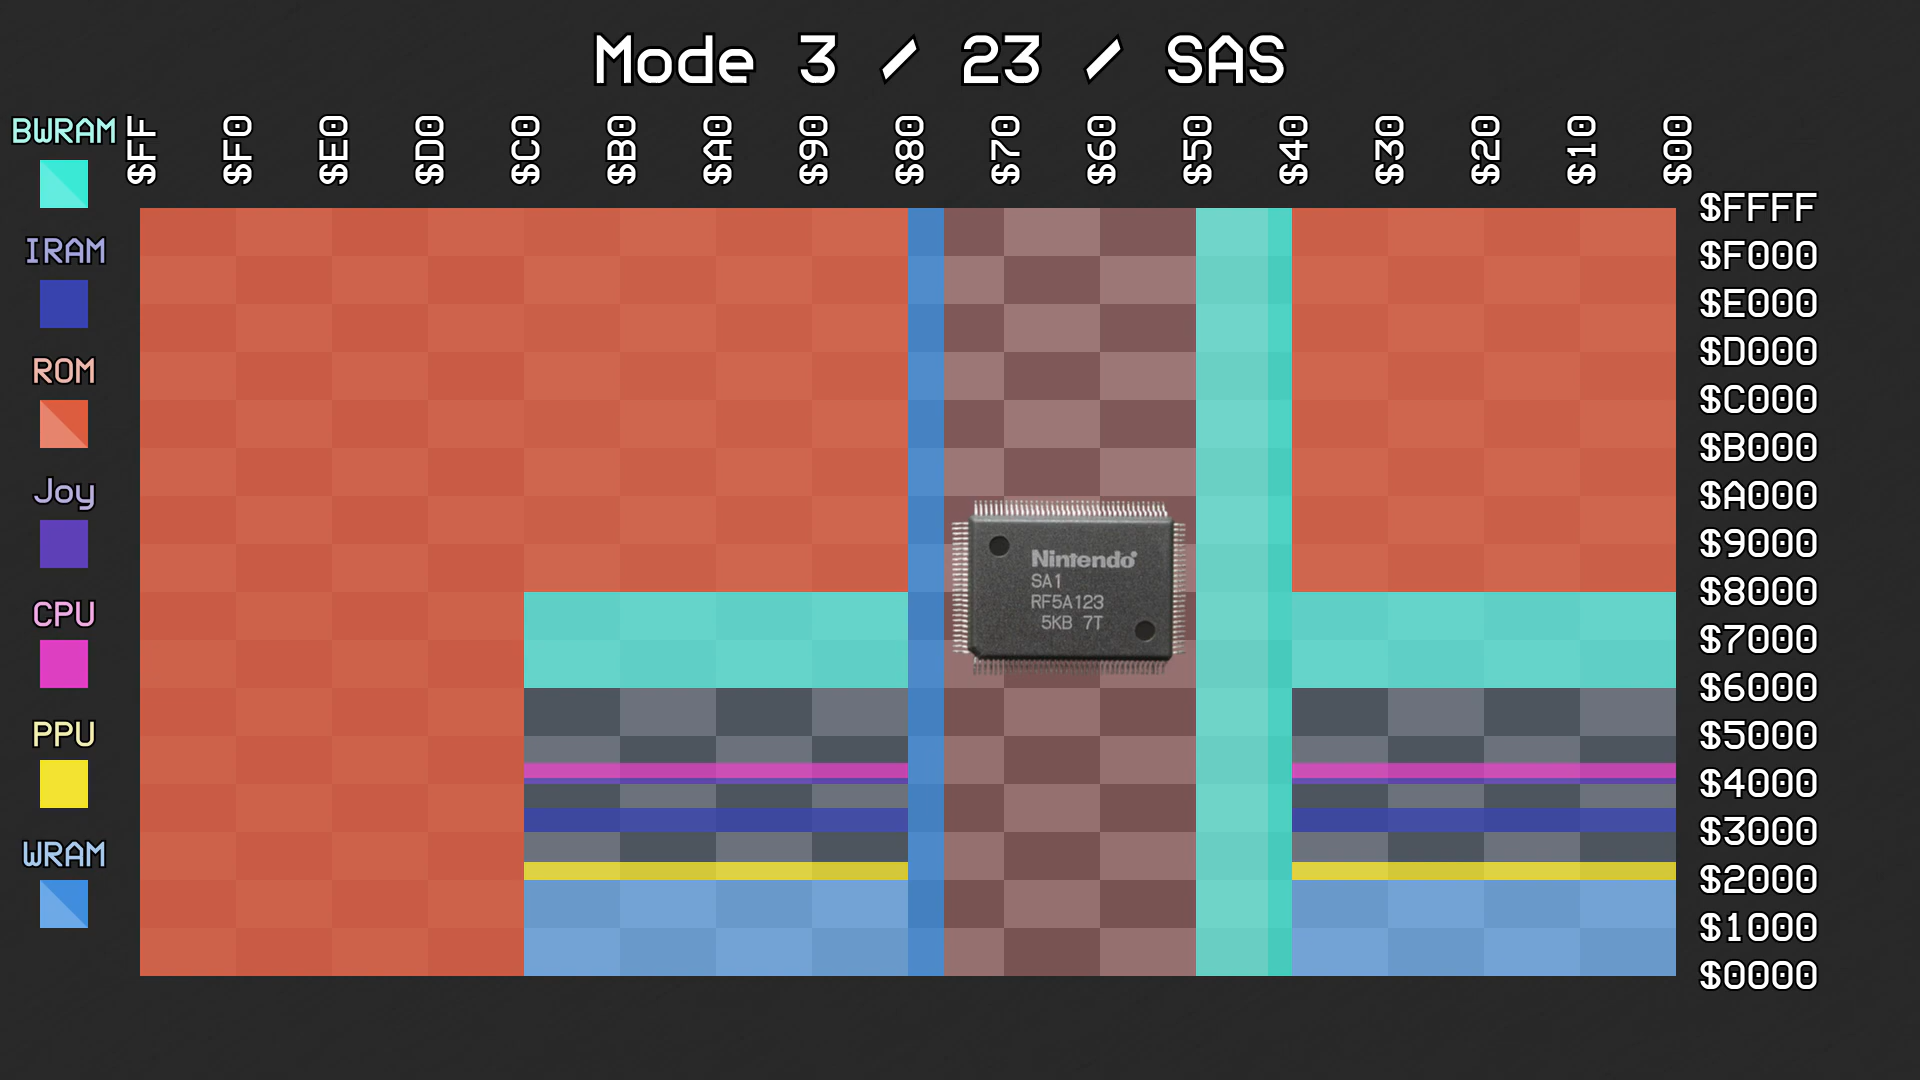 Mode 3 / 23 / SAS
$FF
$F0
$E0
$D0
$C0
$B0
$A0
$90
$80
$70
$60
$50
$40
$30
$20
$10
$00
BWRAM
IRAM
ROM
Joy
CPU
PPU
WRAM
$FFFF
$F000
$E000
$D000
$C000
$B000
$A000
$9000
$8000
$7000
$6000
$5000
$4000
$3000
$2000
$1000
$0000
Nintendo
SA1
RF5A123
5KB 7T